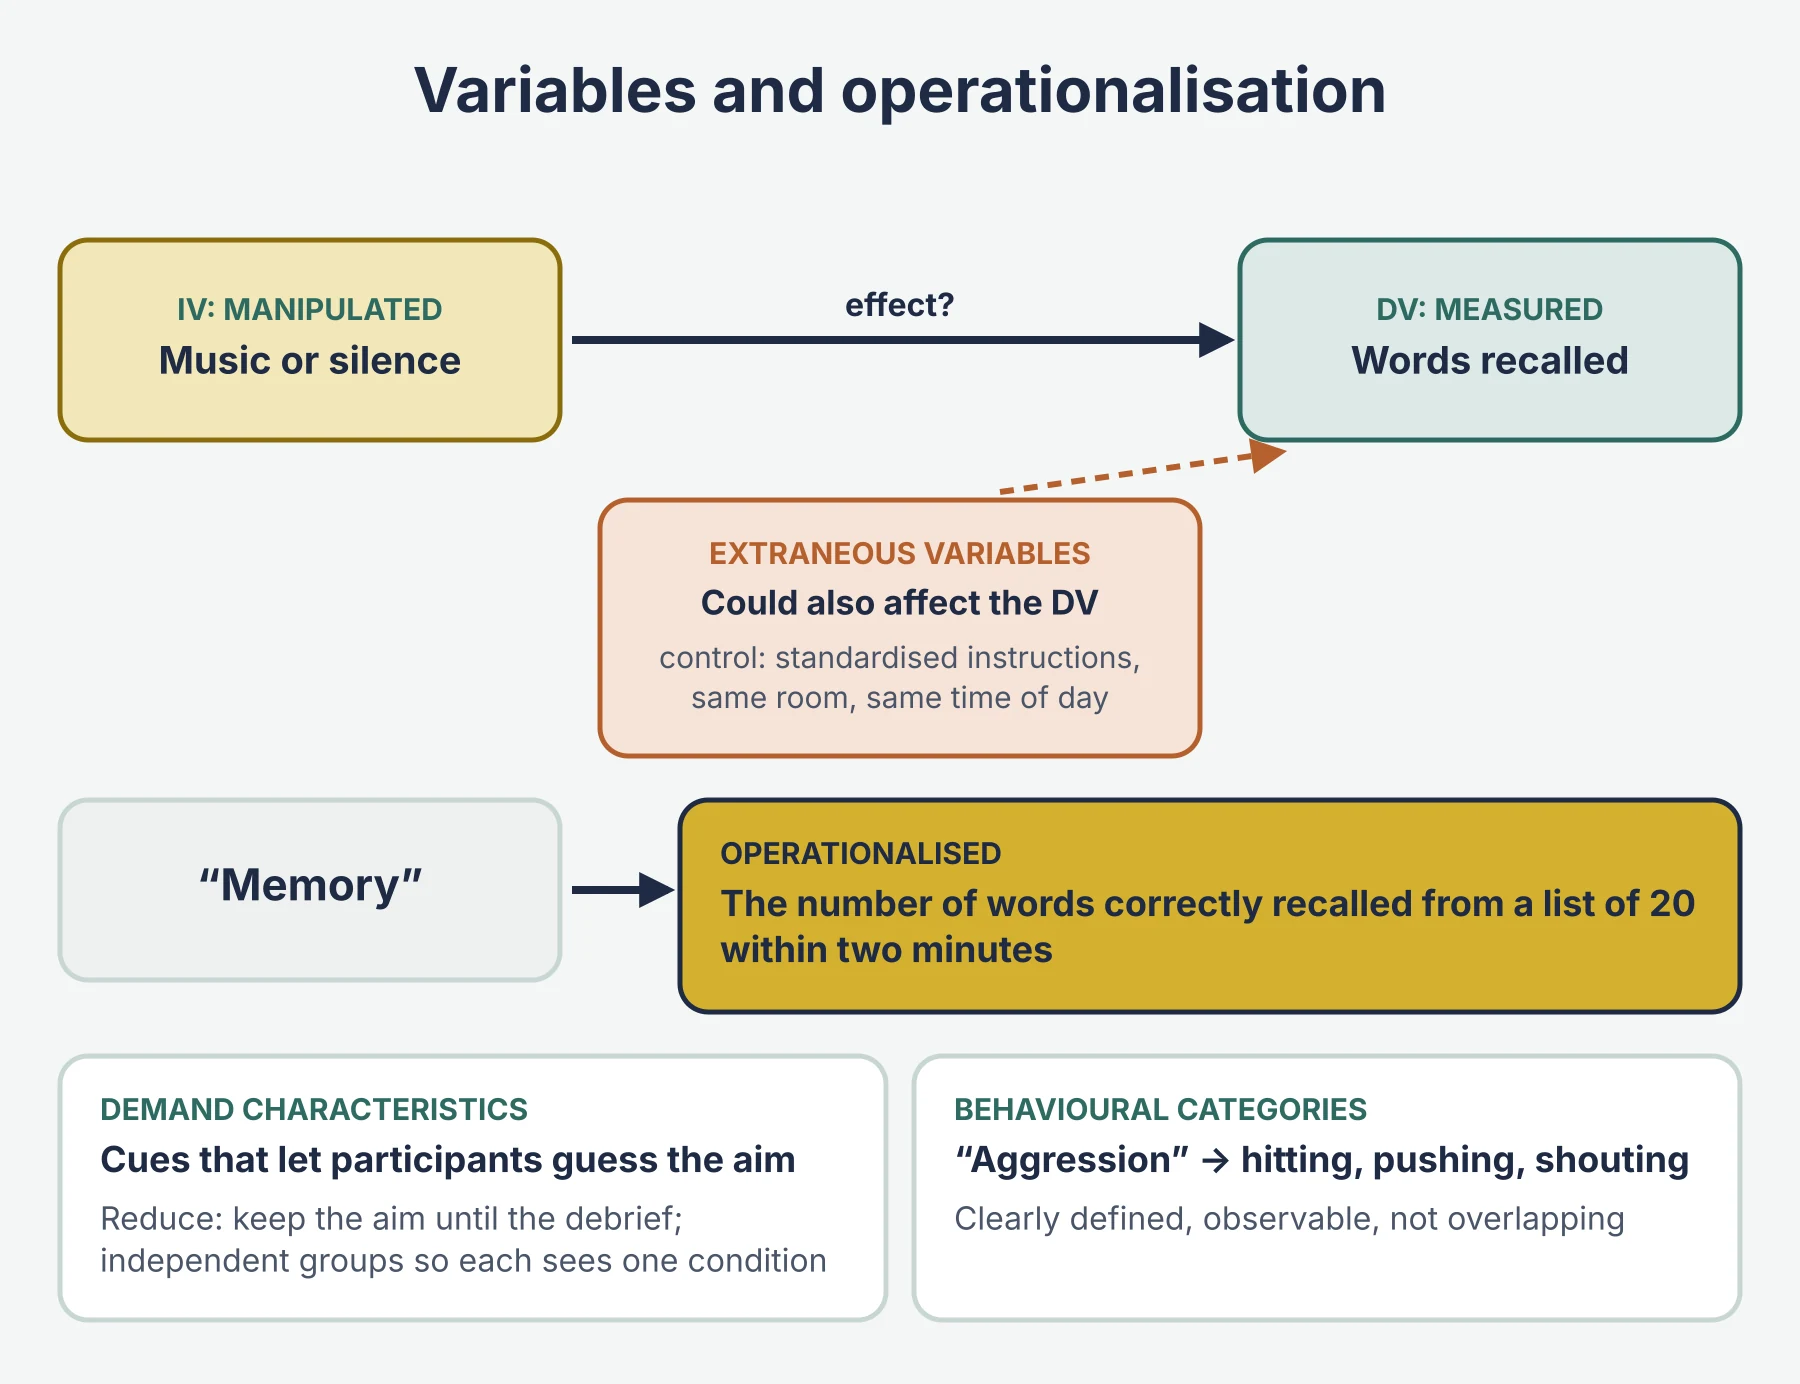 Variables and operationalisation
IV: MANIPULATED
Music or silence
effect?
DV: MEASURED
Words recalled
EXTRANEOUS VARIABLES
Could also affect the DV
control: standardised instructions,
same room, same time of day
“Memory”
OPERATIONALISED
The number of words correctly recalled from a list of 20
within two minutes
DEMAND CHARACTERISTICS
Cues that let participants guess the aim
Reduce: keep the aim until the debrief;
independent groups so each sees one condition
BEHAVIOURAL CATEGORIES
“Aggression” → hitting, pushing, shouting
Clearly defined, observable, not overlapping